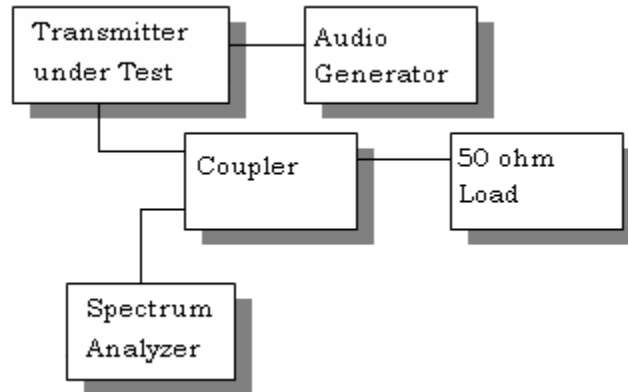 Transmitter
under Test
Audio
Generator
Coupler
50 ohm
Load
Spectrum
Analyzer